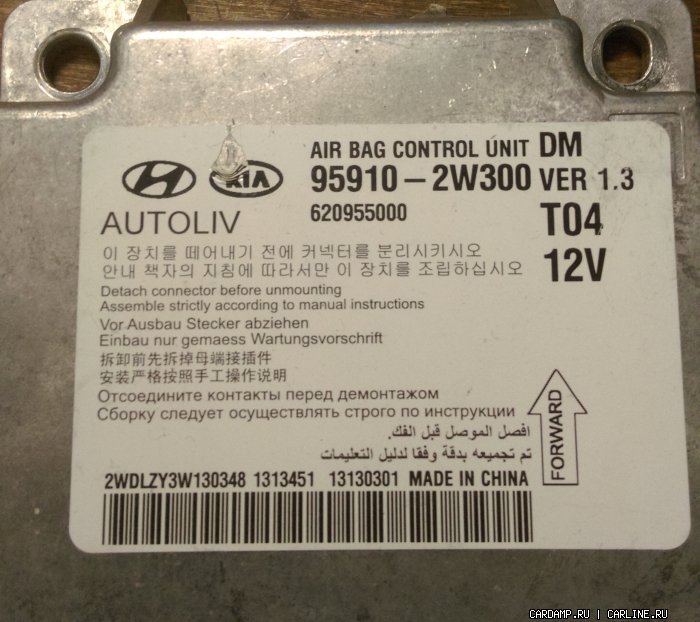 AIR BAG CONTROL UNIT DM
95910-2W300 VER 1.3
KIA
AUTOLIV
620955000
T04
12V
이 장치를 떼어내기 전에 커넥터를 분리시키시오
안내 책자의 지침에 따라서만 이 장치를 조립하십시오
Detach connector before unmounting
Assemble strictly according to manual instructions
Vor Ausbau Stecker abziehen
Einbau nur gemaess Wartungsvorschrift
拆卸前先拆掉母端接插件
安装严格按照手工操作说明
Отсоедините контакты перед демонтажом
Сборку следует осуществлять строго по инструкции
افصل الموصل قبل الفك.
تم تجميعه بدقة وفقا لدليل التعليمات
FORWARD
2WDLZY3W130348 1313451 13130301 MADE IN CHINA
CARDAMP.RU | CARLINE.RU